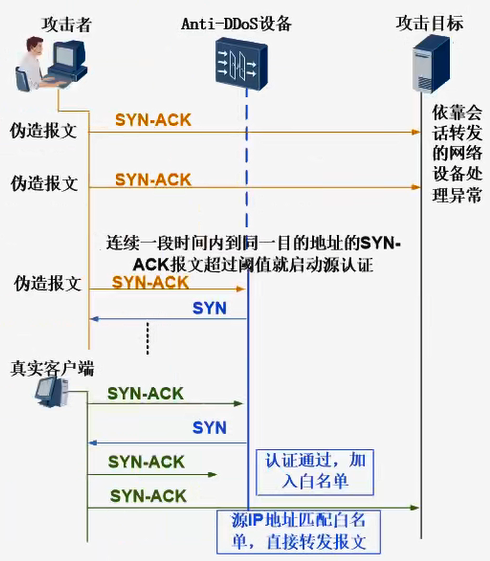 攻击者
Anti-DDoS设备
攻击目标
伪造报文
SYN-ACK
依靠会
话转发
的网络
设备处
理异常
伪造报文
SYN-ACK
连续一段时间内到同一目的地址的SYN-
ACK报文超过阈值就启动源认证
伪造报文
SYN-ACK
SYN
真实客户端
SYN-ACK
SYN
SYN-ACK
认证通过，加
入白名单
SYN-ACK
源IP地址匹配白名
单，直接转发报文